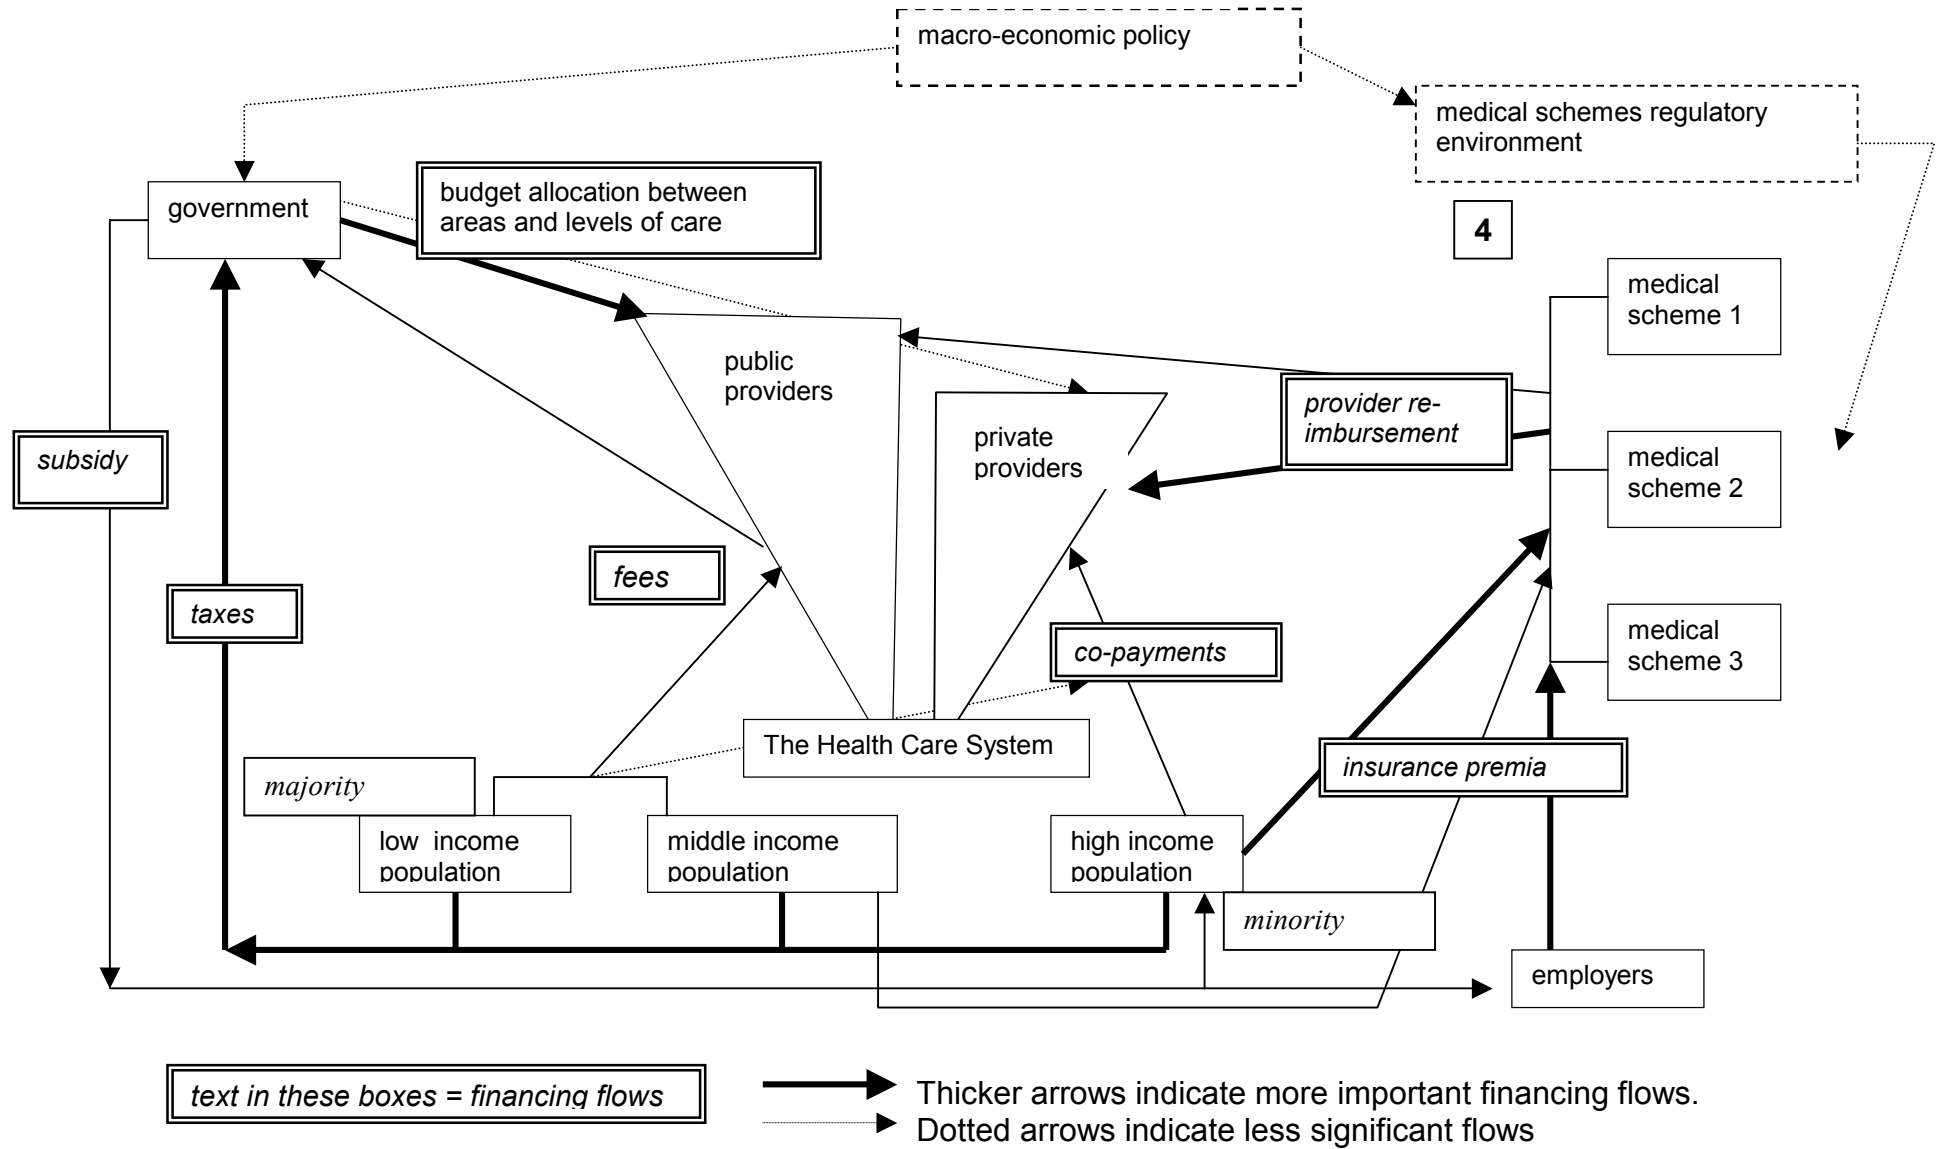 macro-economic policy
medical schemes regulatory
environment
budget allocation between
areas and levels of care
government
4
medical
scheme 1
public
providers
provider re-
imbursement
private
providers
subsidy
medical
scheme 2
fees
taxes
co-payments
medical
scheme 3
The Health Care System
insurance premia
majority
low income
population
middle income
population
high income
population
minority
employers
text in these boxes = financing flows
Thicker arrows indicate more important financing flows.
Dotted arrows indicate less significant flows